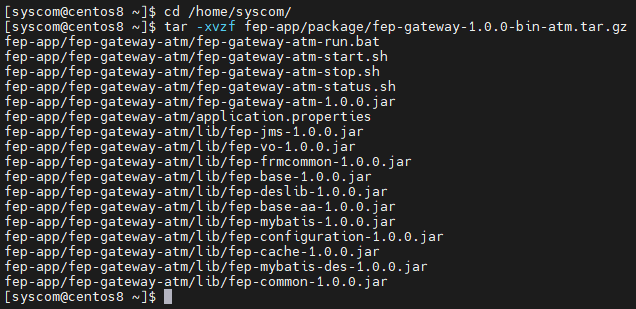 [syscom@centos8 ~]$ cd /home/syscom/
[syscom@centos8 ~]$ tar -xvzf fep-app/package/fep-gateway-1.0.0-bin-atm.tar.gz
fep-app/fep-gateway-atm/fep-gateway-atm-run.bat
fep-app/fep-gateway-atm/fep-gateway-atm-start.sh
fep-app/fep-gateway-atm/fep-gateway-atm-stop.sh
fep-app/fep-gateway-atm/fep-gateway-atm-status.sh
fep-app/fep-gateway-atm/fep-gateway-atm-1.0.0.jar
fep-app/fep-gateway-atm/application.properties
fep-app/fep-gateway-atm/lib/fep-jms-1.0.0.jar
fep-app/fep-gateway-atm/lib/fep-vo-1.0.0.jar
fep-app/fep-gateway-atm/lib/fep-frmcommon-1.0.0.jar
fep-app/fep-gateway-atm/lib/fep-base-1.0.0.jar
fep-app/fep-gateway-atm/lib/fep-deslib-1.0.0.jar
fep-app/fep-gateway-atm/lib/fep-base-aa-1.0.0.jar
fep-app/fep-gateway-atm/lib/fep-mybatis-1.0.0.jar
fep-app/fep-gateway-atm/lib/fep-configuration-1.0.0.jar
fep-app/fep-gateway-atm/lib/fep-cache-1.0.0.jar
fep-app/fep-gateway-atm/lib/fep-mybatis-des-1.0.0.jar
fep-app/fep-gateway-atm/lib/fep-common-1.0.0.jar
[syscom@centos8 ~]$